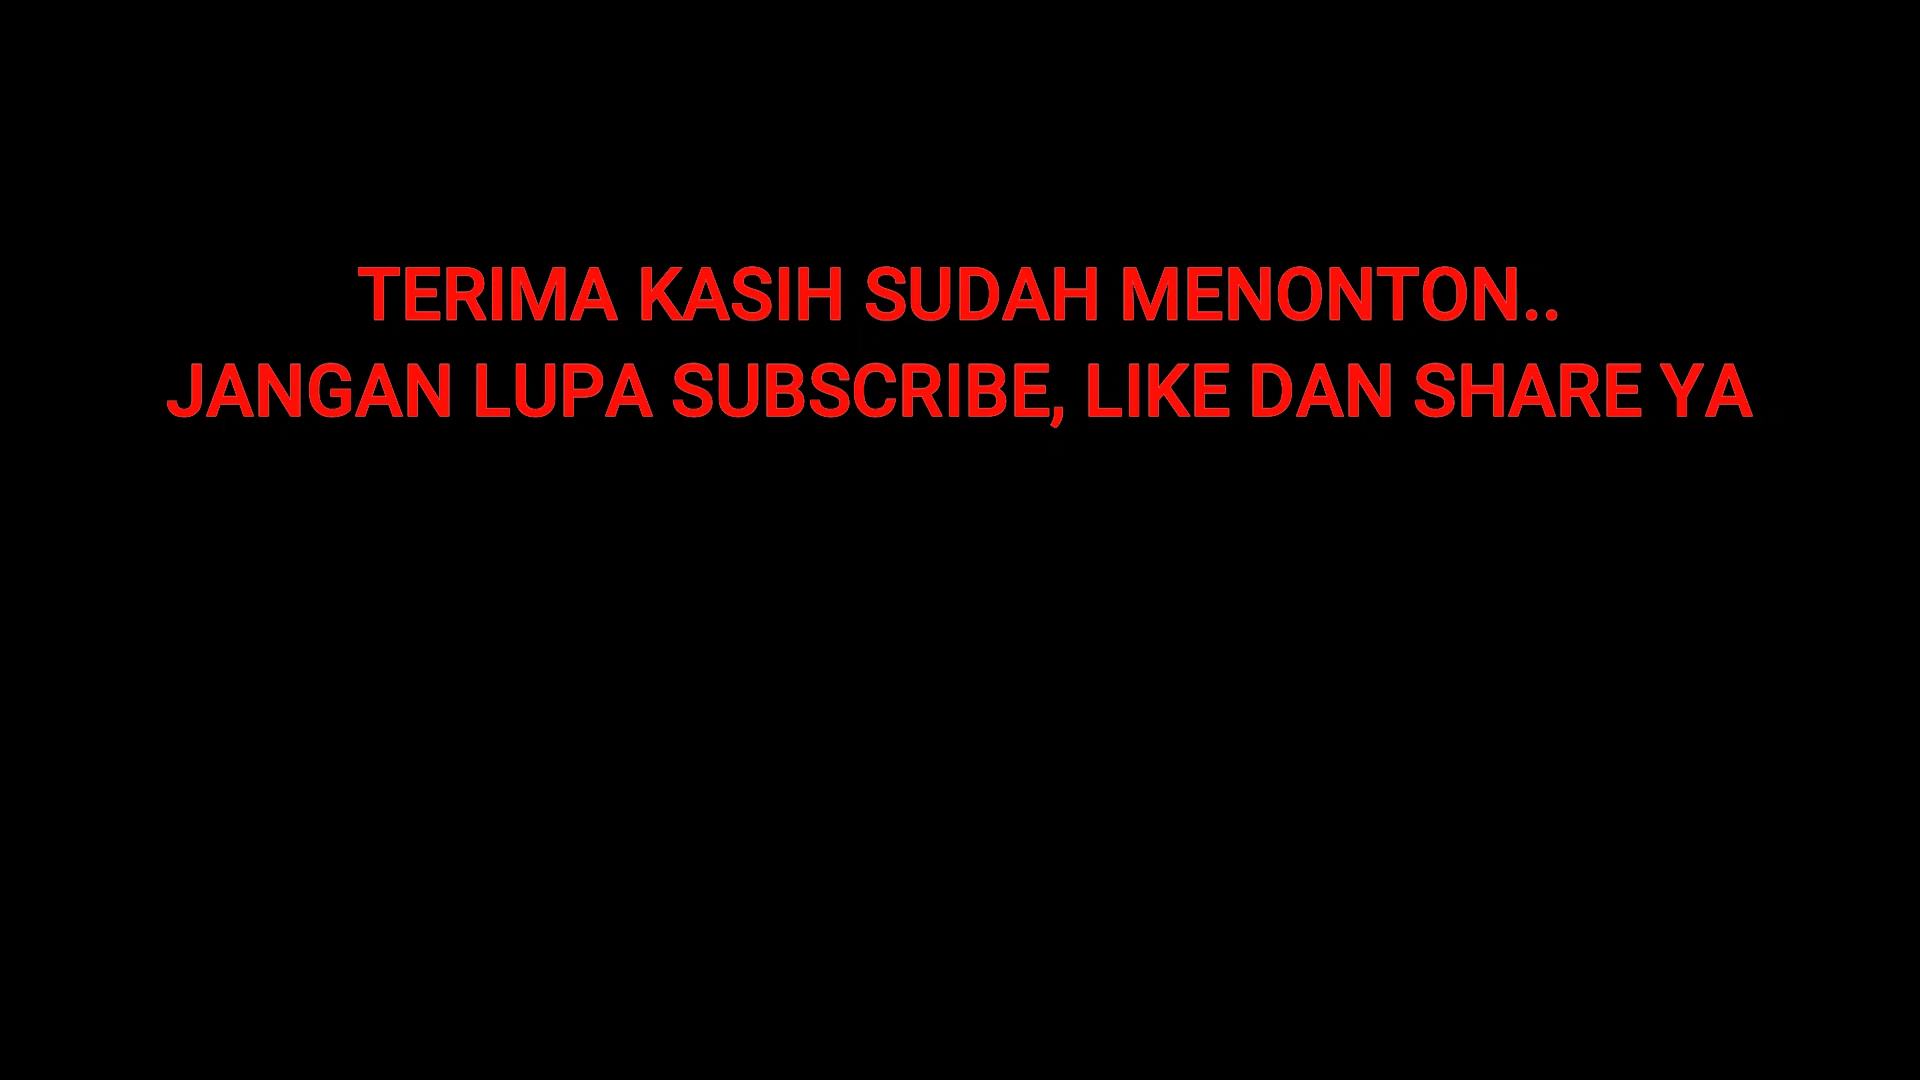 TERIMA KASIH SUDAH MENONTON..
JANGAN LUPA SUBSCRIBE, LIKE DAN SHARE YA